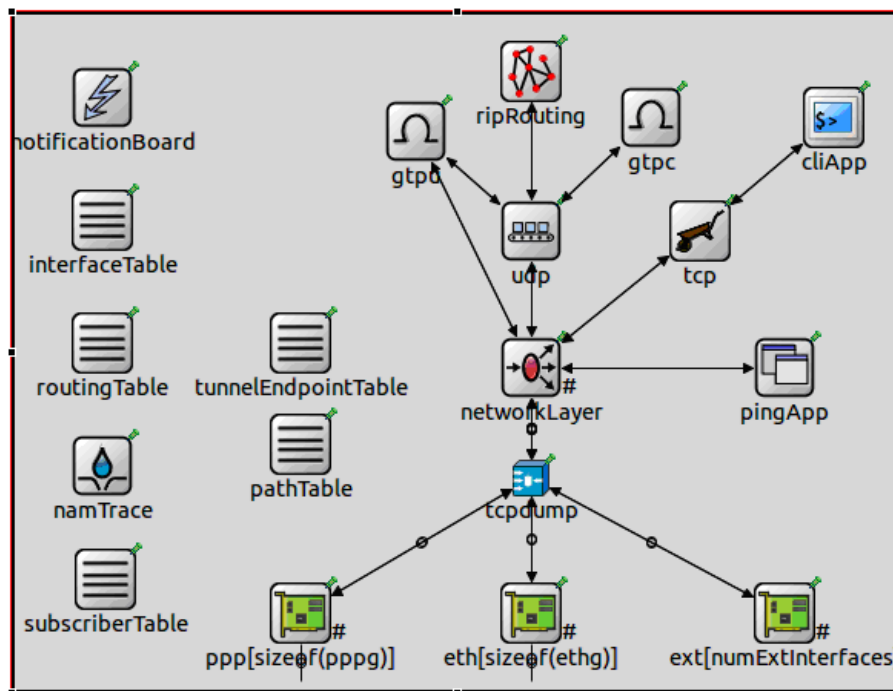 ripRouting
notificationBoard
gtpu
gtpc
$>_
cliApp
interfaceTable
udp
tcp
routingTable
tunnelEndpointTable
#
networkLayer
pingApp
pathTable
namTrace
tcpdump
subscriberTable
#
#
#
ppp[sizeof(pppg)]
eth[sizeof(ethg)]
ext[numExtInterfaces